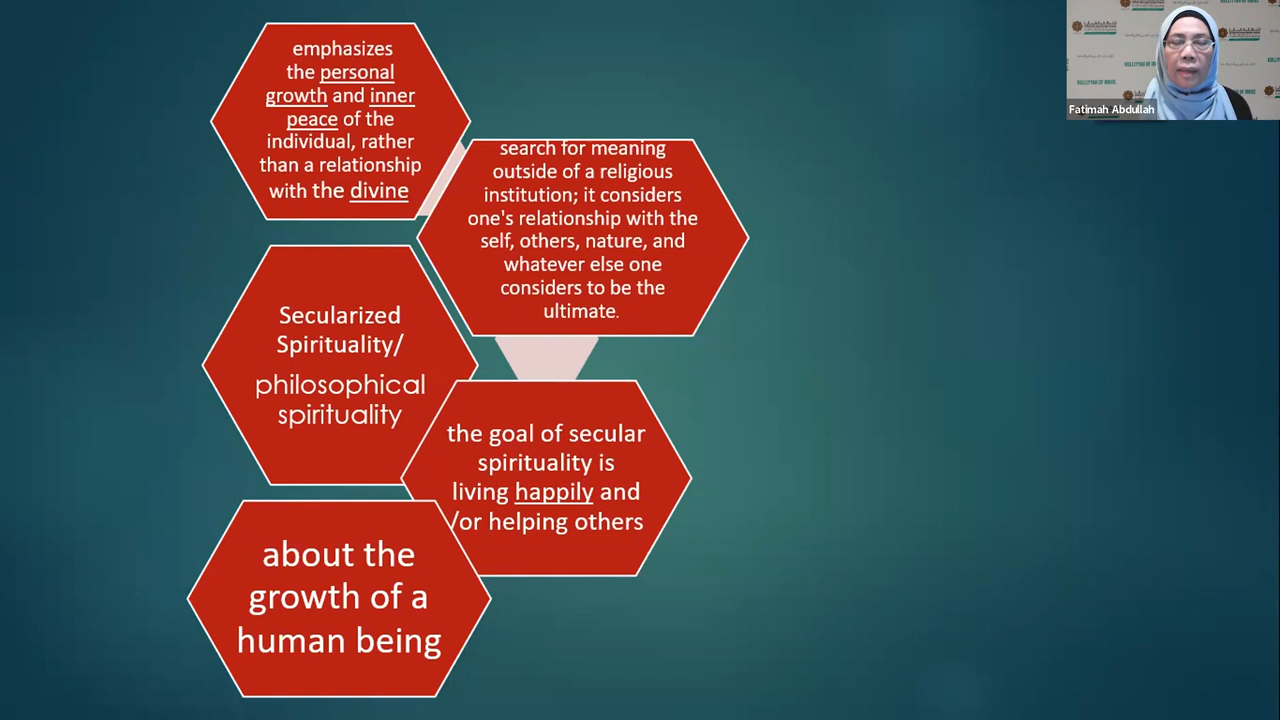 emphasizes
the personal
growth and inner
peace of the
individual, rather
than a relationship
with the divine
search for meaning
outside of a religious
institution; it considers
one's relationship with the
self, others, nature, and
whatever else one
considers to be the
ultimate.
Secularized
Spirituality/
philosophical
spirituality
the goal of secular
spirituality is
living happily and
/or helping others
about the
growth of a
human being
Fatimah Abdullah
KULLIYYAH OF IRKHS